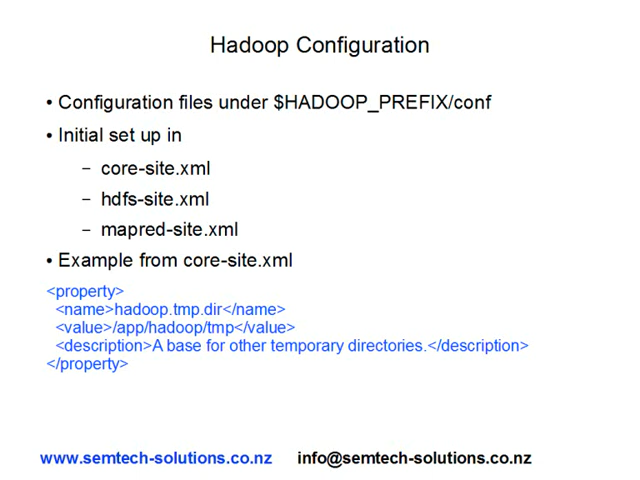 Hadoop Configuration
• Configuration files under $HADOOP_PREFIX/conf
• Initial set up in
– core-site.xml
– hdfs-site.xml
– mapred-site.xml
• Example from core-site.xml
<property>
<name>hadoop.tmp.dir</name>
<value>/app/hadoop/tmp</value>
<description>A base for other temporary directories.</description>
</property>
www.semtech-solutions.co.nz info@semtech-solutions.co.nz